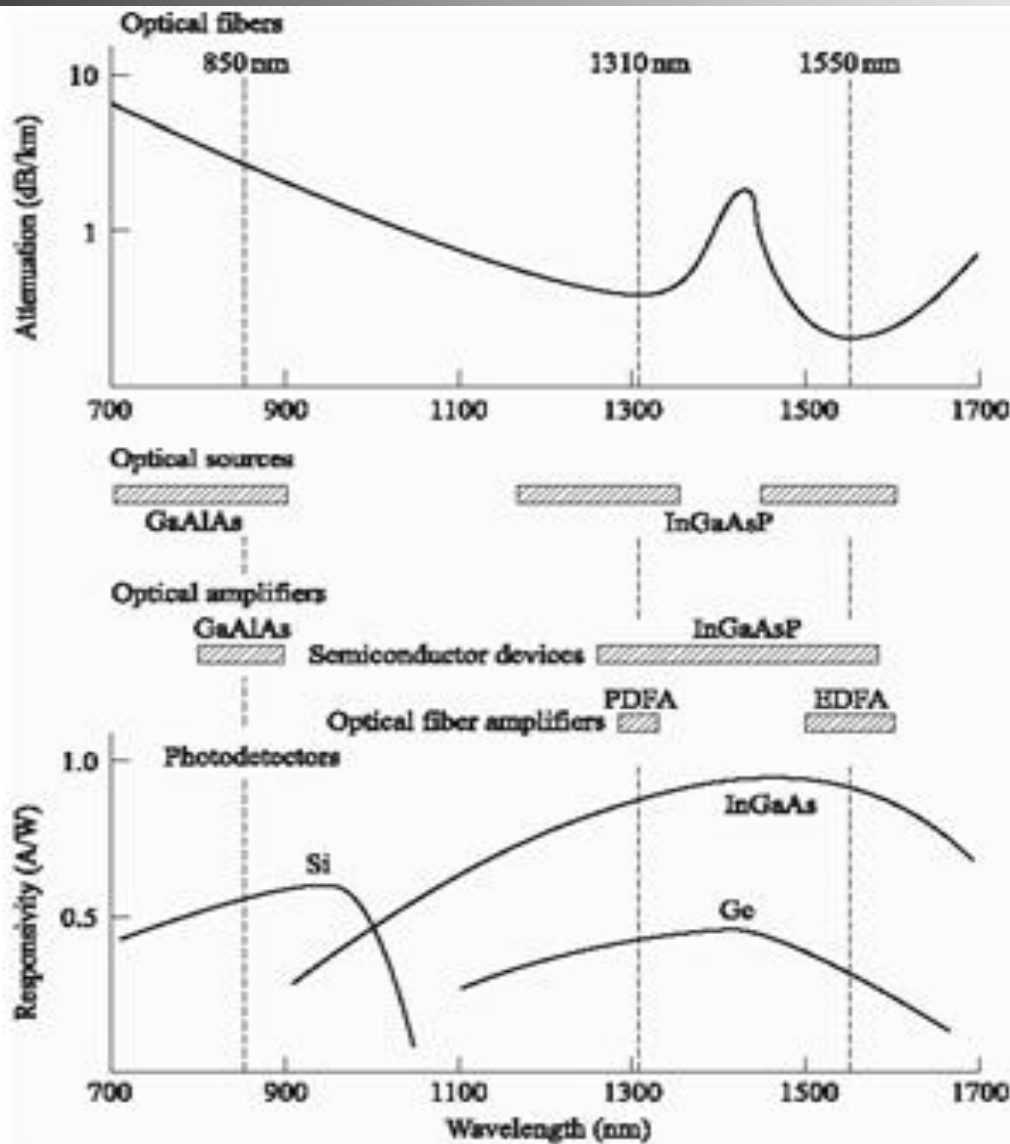 Optical fibers
850 nm 1310 nm 1550 nm
10
1
Attenuation (dB/km)
700 900 1100 1300 1500 1700
Optical sources
GaAlAs InGaAsP
Optical amplifiers
GaAlAs InGaAsP
Semiconductor devices
PDFA EDFA
Optical fiber amplifiers
Photodetectors
1.0
InGaAs
Si
Ge
0.5
Responsivity (A/W)
700 900 1100 1300 1500 1700
Wavelength (nm)